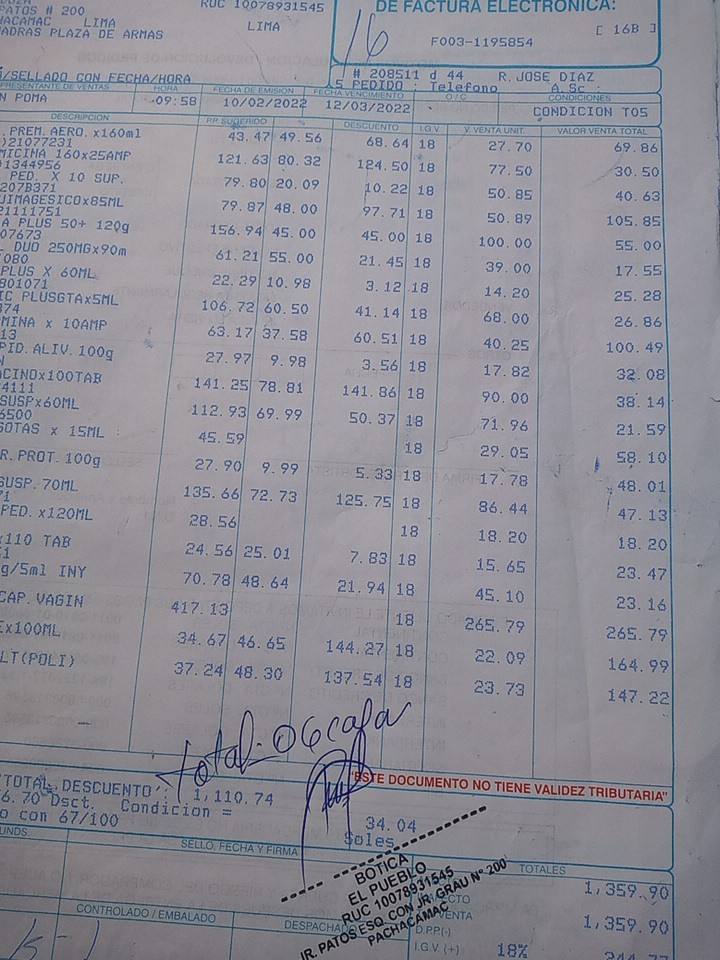 RUC 10078931545
DE FACTURA ELECTRONICA:
PATOS # 200
LIMA
LIMA
PLAZA DE ARMAS
16
F003-1195854
[ 16B ]
/SELLADO CON FECHA/HORA
# 208511 d 44 R. JOSE DIAZ
PEDIDO: Telefono A.Sc :
HORA FECHA DE EMISION FECHA VENCIMIENTO O/C CONDICIONES
N POMA 09:58 10/02/2022 12/03/2022 CONDICION T05
DESCRIPCION P.P. SUGERIDO % DESCUENTO I.G.V V. VENTA UNIT. VALOR VENTA TOTAL
PREM.AERO.x160ml 43.47 49.56 68.64 18 27.70 69.86
)21077231
MICINA 160x25AMP 121.63 80.32 124.50 18 77.50 30.50
)1344956
PED. X 10 SUP. 79.80 20.09 10.22 18 50.85 40.63
207B371
UIMAGESICOx85ML 79.87 48.00 97.71 18 50.89 105.85
21111751
A PLUS 50+ 120g 156.94 45.00 45.00 18 100.00 55.00
07673
DUO 250MGx90m 61.21 55.00 21.45 18 39.00 17.55
PLUS X 60ML 22.29 10.98 3.12 18 14.20 25.28
801071
IC PLUSGTAx5ML 106.72 60.50 41.14 18 68.00 26.86
374
MINA x 10AMP 63.17 37.58 60.51 18 40.25 100.49
13
PID.ALIV.100g 27.97 9.98 3.56 18 17.82 32.08
ACINOx100TAB 141.25 78.81 141.86 18 90.00 38.14
4111
SUSPx60ML 112.93 69.99 50.37 18 71.96 21.59
6500
GOTAS x 15ML 45.59 18 29.05 58.10
R.PROT.100g 27.90 9.99 5.33 18 17.78 48.01
SUSP.70ML 135.66 72.73 125.75 18 86.44 47.13
71
PED.x120ML 28.56 18 18.20 18.20
x110 TAB 24.56 25.01 7.83 18 15.65 23.47
51
g/5ml INY 70.78 48.64 21.94 18 45.10 23.16
CAP.VAGIN 417.13 18 265.79 265.79
Ex100ML 34.67 46.65 144.27 18 22.09 164.99
LT(POLI) 37.24 48.30 137.54 18 23.73 147.22
total = 06 caja
"ESTE DOCUMENTO NO TIENE VALIDEZ TRIBUTARIA"
TOTAL DESCUENTO : 1,110.74
6.70 Dsct. Condicion = 34.04
o con 67/100 Soles
SELLO, FECHA Y FIRMA
TOTALES
BOTICA
EL PUEBLO
RUC 10078931545
JR. PATOS ESQ. CON JR. GRAU N° 200
PACHACAMAC
1,359.90
VENTA 1,359.90
D.P.P.(-)
I.G.V. (+) 18%
CONTROLADO / EMBALADO
DESPACHADO